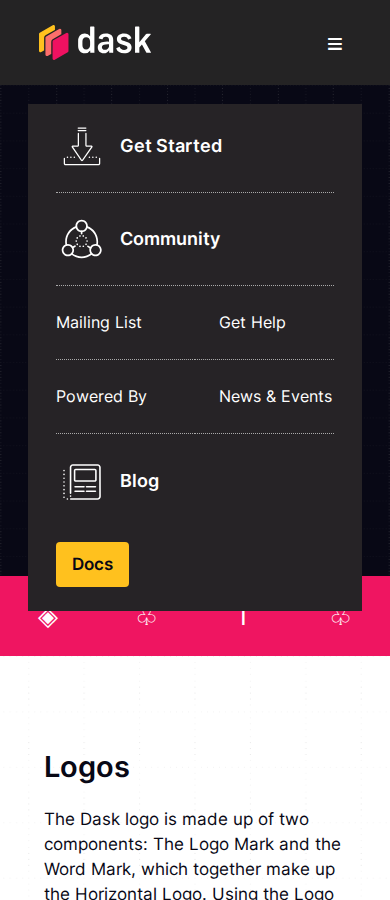 dask
Get Started
Community
Mailing List
Get Help
Powered By
News & Events
Blog
Docs
Logos
The Dask logo is made up of two
components: The Logo Mark and the
Word Mark, which together make up
the Horizontal Logo. Using the Logo